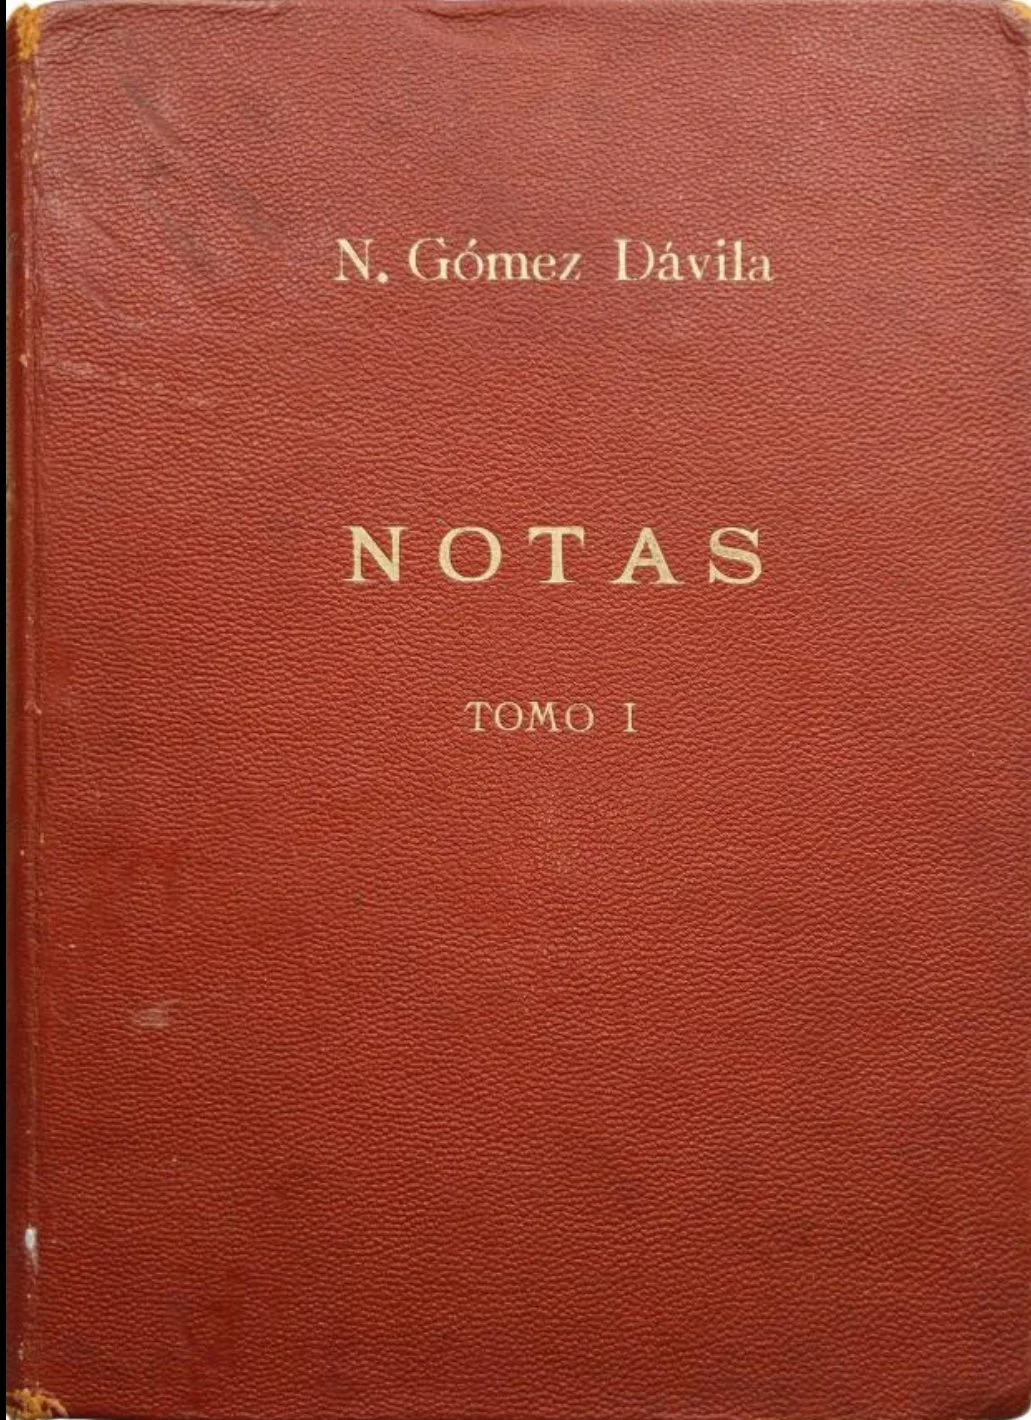 N. Gómez Dávila
NOTAS
TOMO I